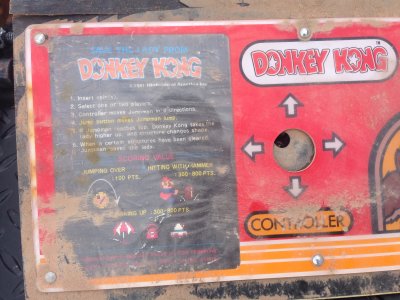 SAVE THE LADY FROM
DONKEY KONG
©1981 Nintendo of America Inc.
1. Insert coin(s).
2. Select one or two players.
3. Controller makes Jumpman move in 4 directions.
4. Jump button makes Jumpman jump.
5. If Jumpman reaches top, Donkey Kong takes the
lady higher up, and structure changes shape.
6. When a certain structures have been cleared,
Jumpman saves the lady.
SCORING VALUE
JUMPING OVER
:100 PTS.
HITTING WITH HAMMER
:300-800 PTS.
PICKING UP :300-800 PTS.
DONKEY KONG
CONTROLLER